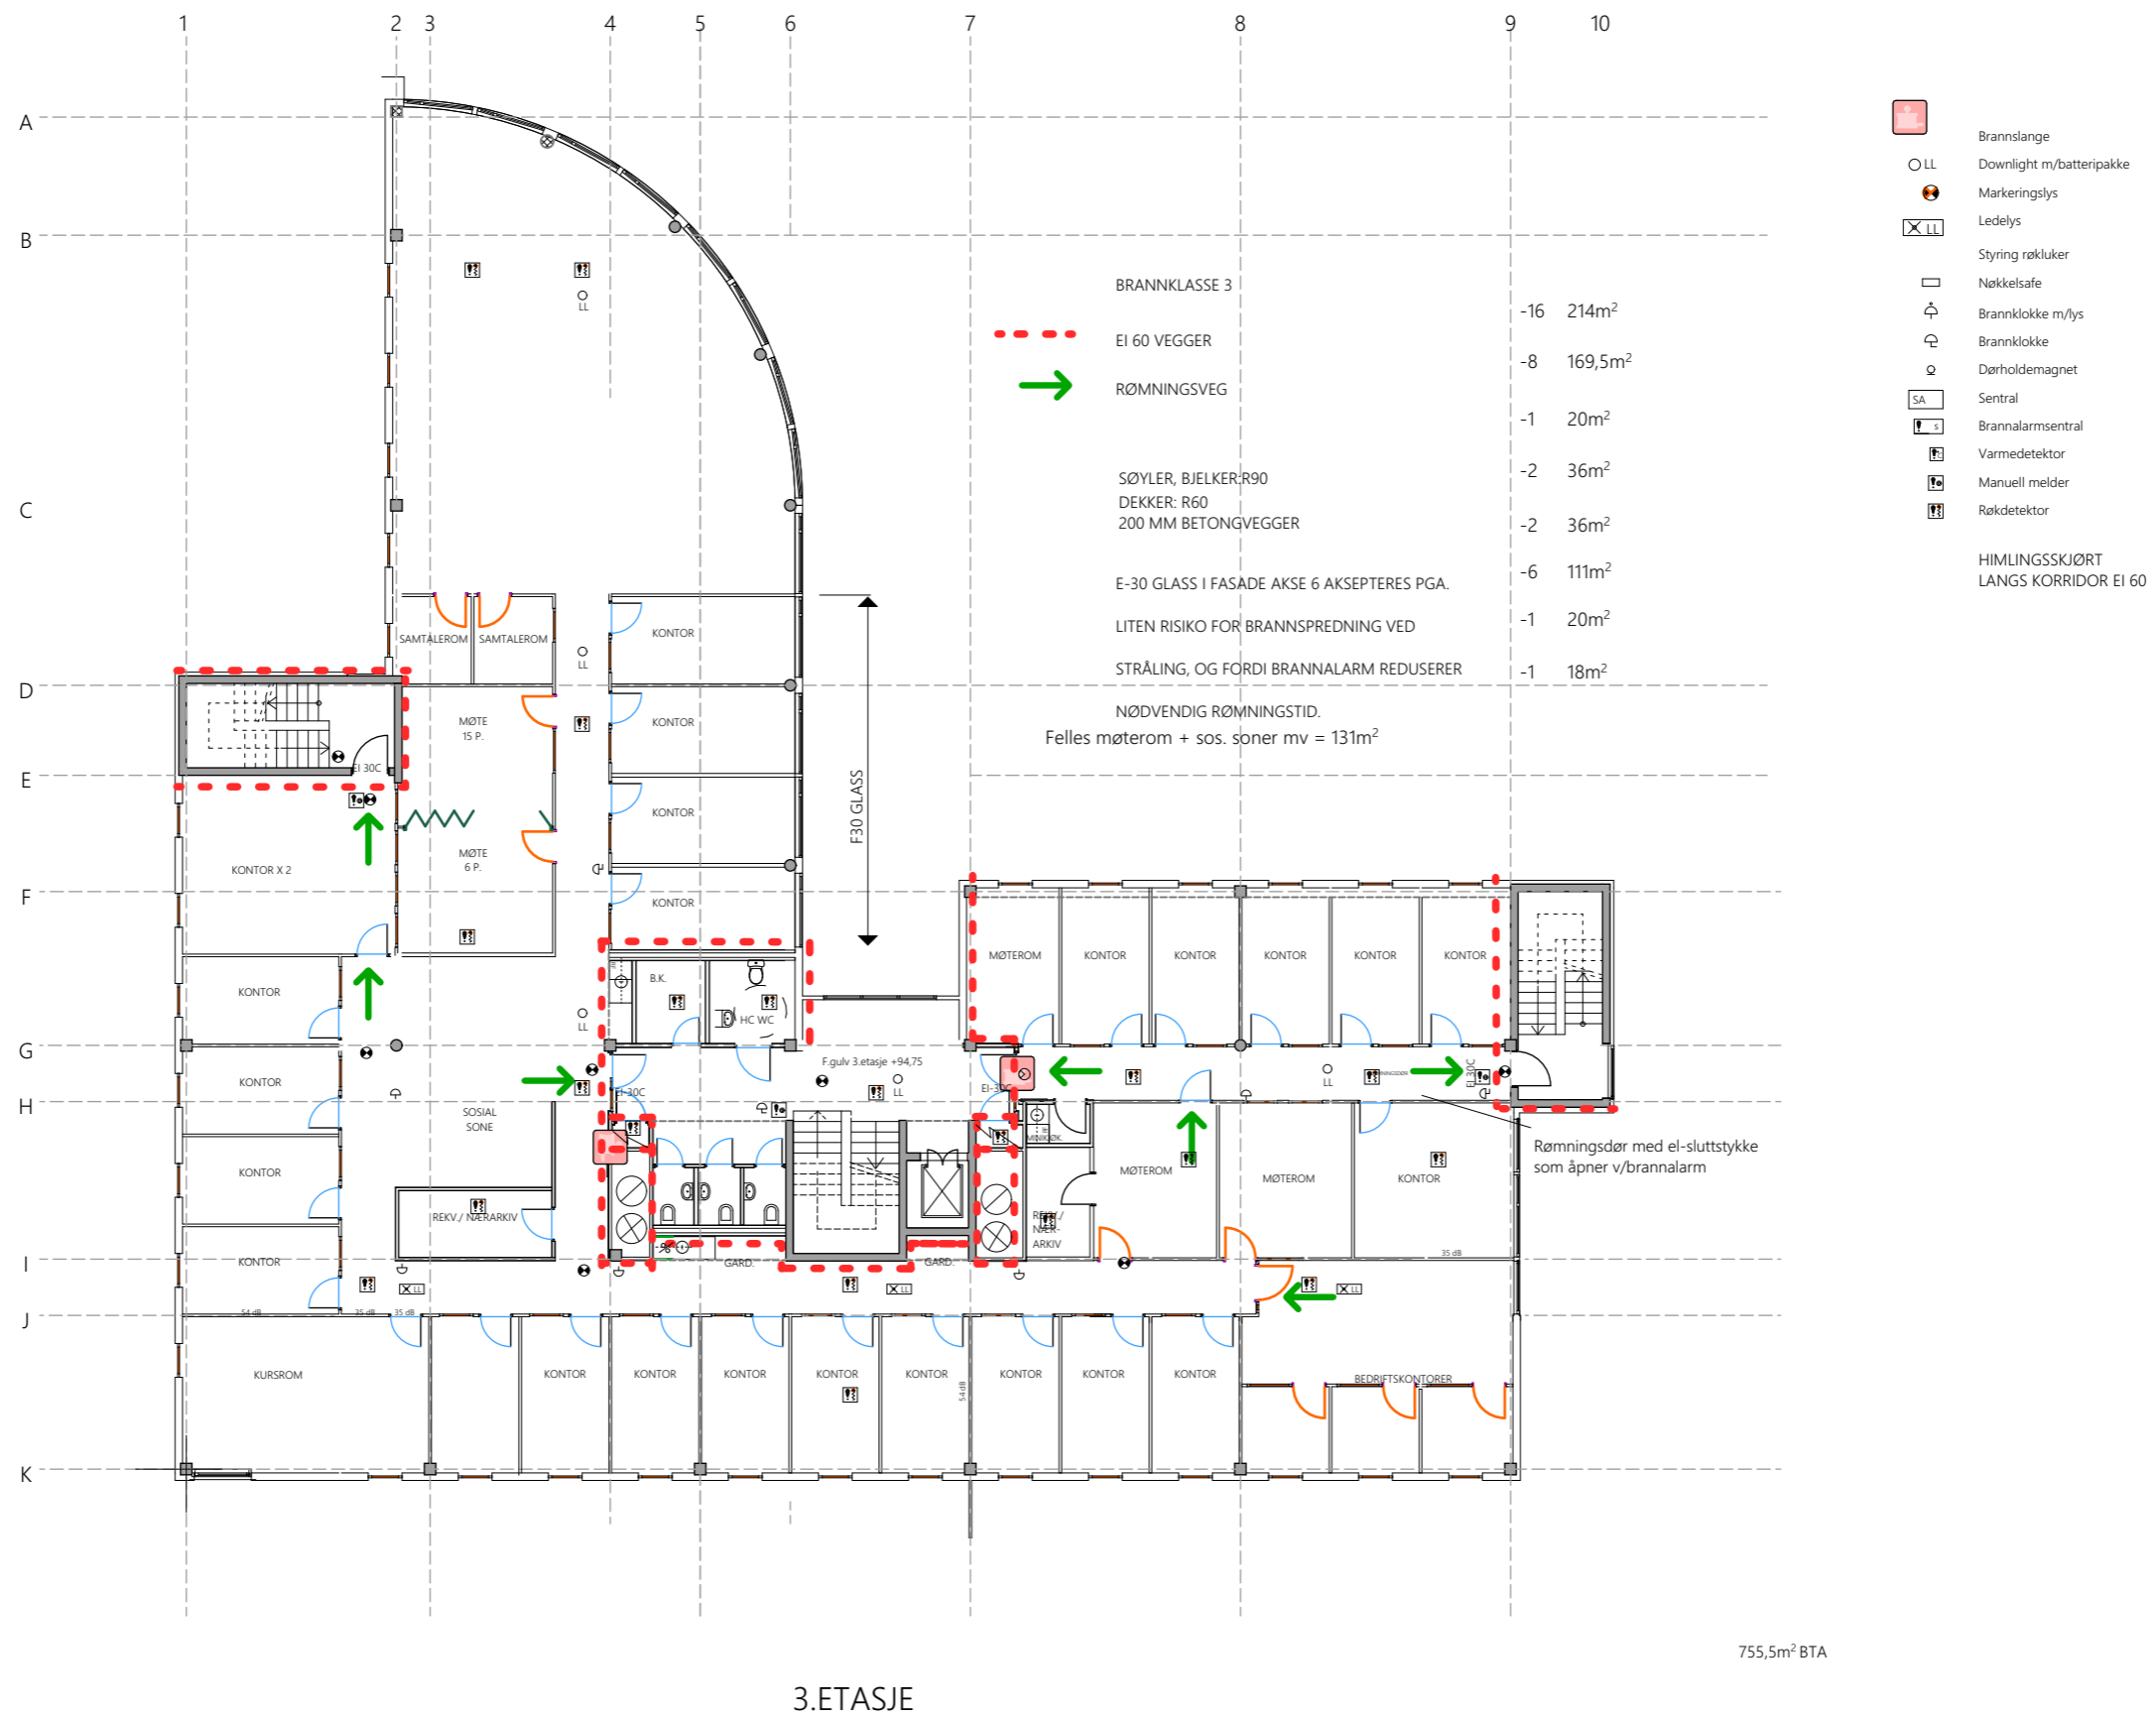 1 2 3 4 5 6 7 8 9 10
A
B
C
D
E
F
G
H
I
J
K
Brannslange
LL Downlight m/batteripakke
Markeringslys
LL Ledelys
Styring røkluker
Nøkkelsafe
Brannklokke m/lys
Brannklokke
Dørholdemagnet
SA Sentral
S Brannalarmsentral
Varmedetektor
Manuell melder
Røkdetektor
HIMLINGSSKJØRT
LANGS KORRIDOR EI 60
BRANNKLASSE 3
EI 60 VEGGER
RØMNINGSVEG
SØYLER, BJELKER:R90
DEKKER: R60
200 MM BETONGVEGGER
E-30 GLASS I FASADE AKSE 6 AKSEPTERES PGA.
LITEN RISIKO FOR BRANNSPREDNING VED
STRÅLING, OG FORDI BRANNALARM REDUSERER
NØDVENDIG RØMNINGSTID.
Felles møterom + sos. soner mv = 131m²
-16 214m²
-8 169,5m²
-1 20m²
-2 36m²
-2 36m²
-6 111m²
-1 20m²
-1 18m²
LL
SAMTALEROM SAMTALEROM
KONTOR
LL
MØTE
15 P.
KONTOR
EI 30C
F30 GLASS
KONTOR
MØTE
6 P.
KONTOR X 2
KONTOR
KONTOR
B.K.
HC WC
LL
MØTEROM KONTOR KONTOR KONTOR KONTOR KONTOR
F.gulv 3.etasje +94,75
LL
EI-30C
EI-30C
LL
EI 30C
KONTOR
SOSIAL
SONE
MINIKJØK.
Rømningsdør med el-sluttstykke
som åpner v/brannalarm
KONTOR
MØTEROM
MØTEROM
KONTOR
REKV./ NÆRARKIV
REKV./
NÆR-
ARKIV
KONTOR
GARD.
GARD.
35 dB
LL
LL
LL
54 dB 35 dB 35 dB
KURSROM
KONTOR KONTOR KONTOR KONTOR KONTOR KONTOR KONTOR KONTOR
54 dB
BEDRIFTSKONTORER
755,5m² BTA
3.ETASJE